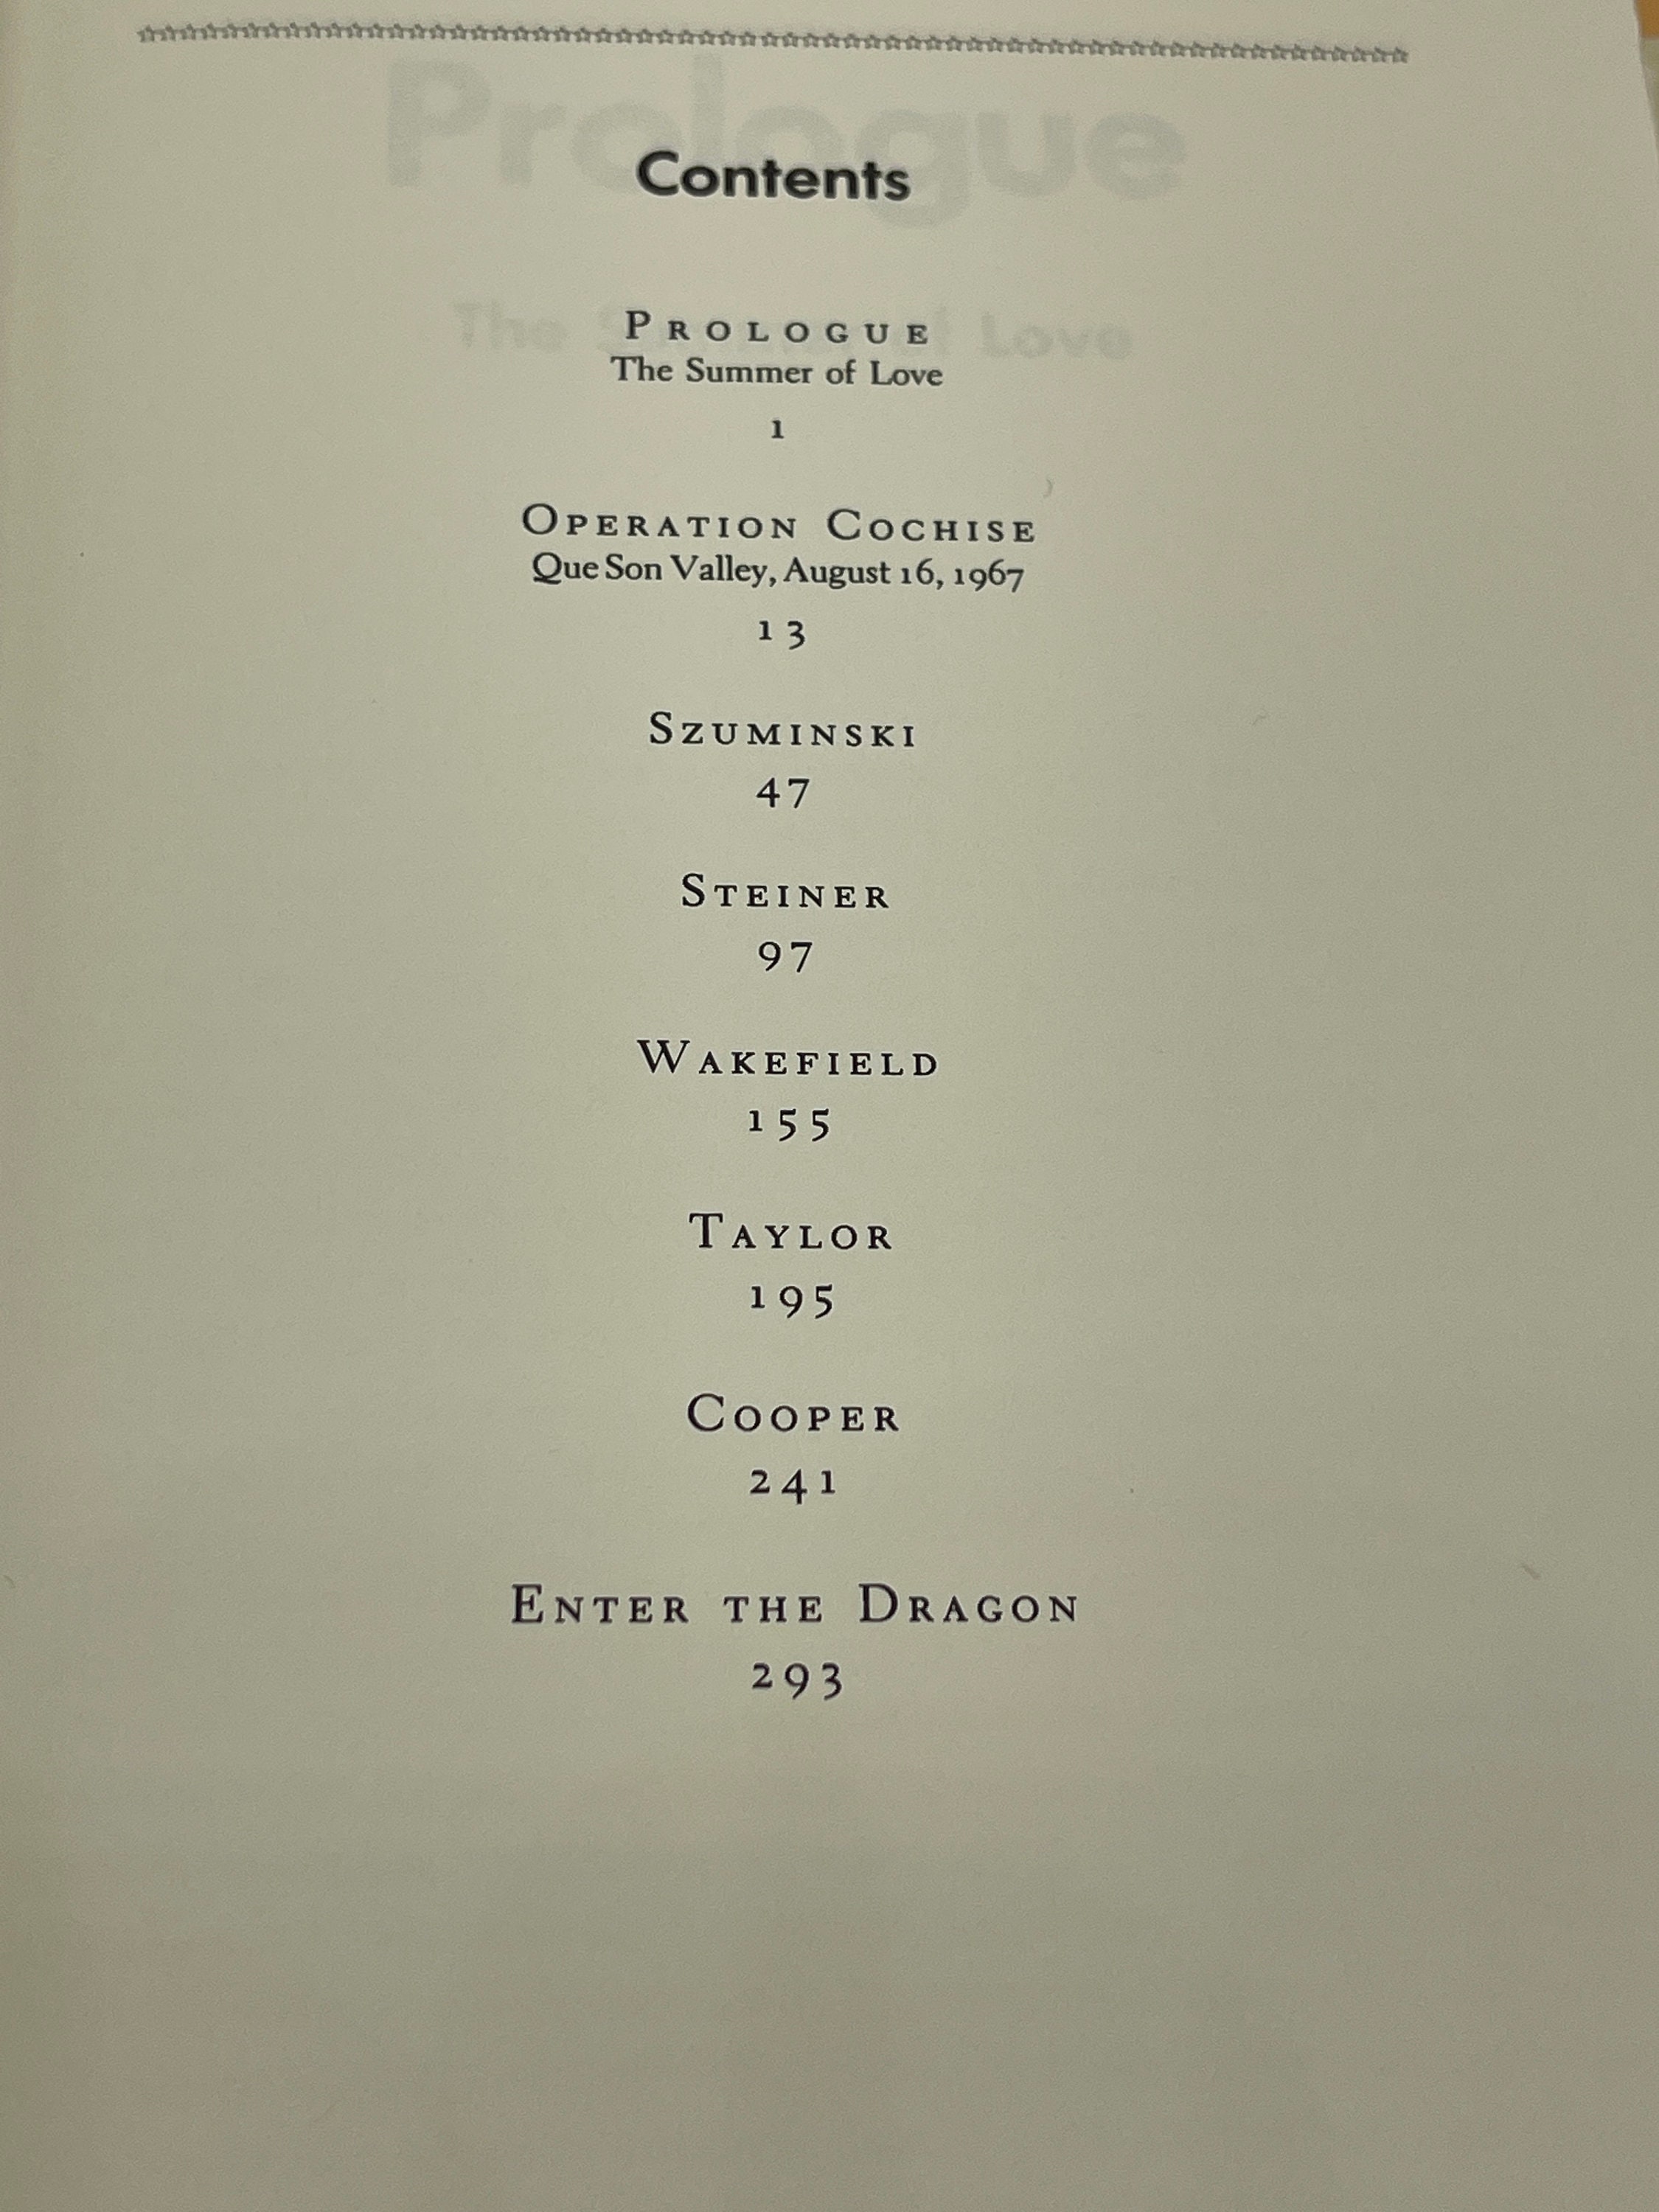 Contents
PROLOGUE
The Summer of Love
1
OPERATION COCHISE
Que Son Valley, August 16, 1967
13
SZUMINSKI
47
STEINER
97
WAKEFIELD
155
TAYLOR
195
COOPER
241
ENTER THE DRAGON
293